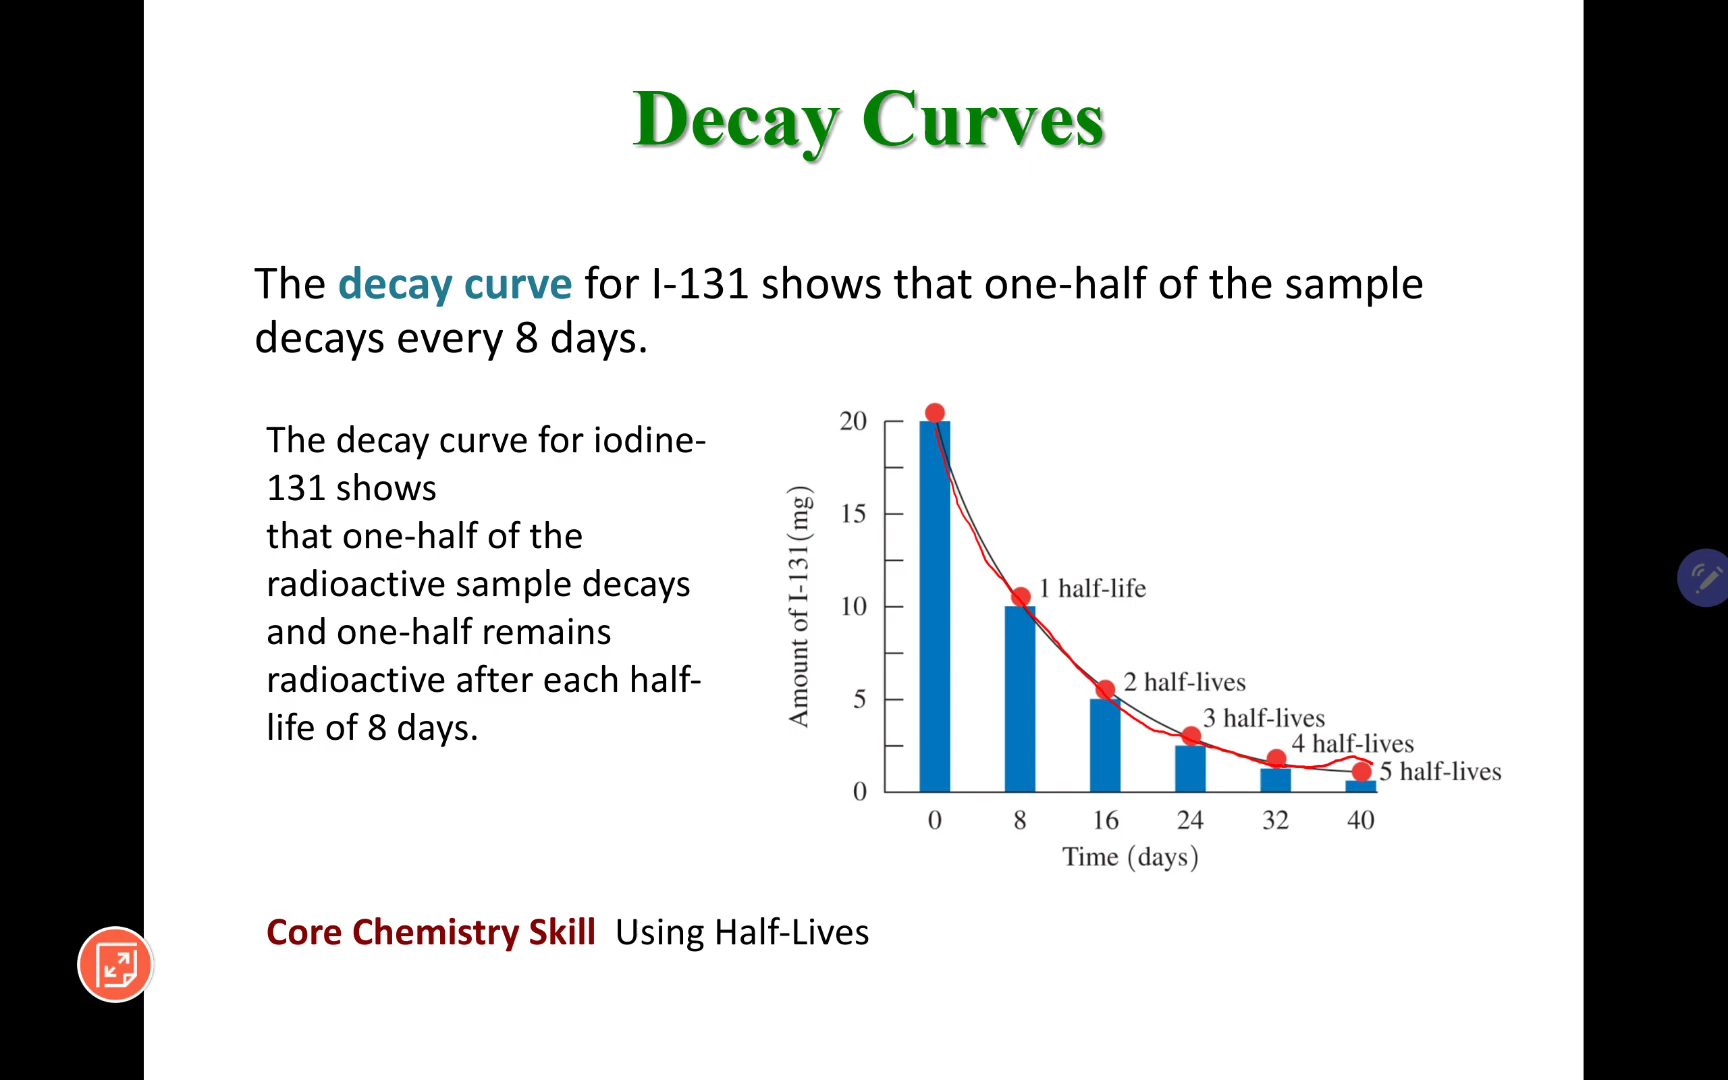 Decay Curves
The decay curve for I-131 shows that one-half of the sample
decays every 8 days.
The decay curve for iodine-
131 shows
that one-half of the
radioactive sample decays
and one-half remains
radioactive after each half-
life of 8 days.
Amount of I-131(mg)
20
15
10
5
0
1 half-life
2 half-lives
3 half-lives
4 half-lives
5 half-lives
0 8 16 24 32 40
Time (days)
Core Chemistry Skill Using Half-Lives